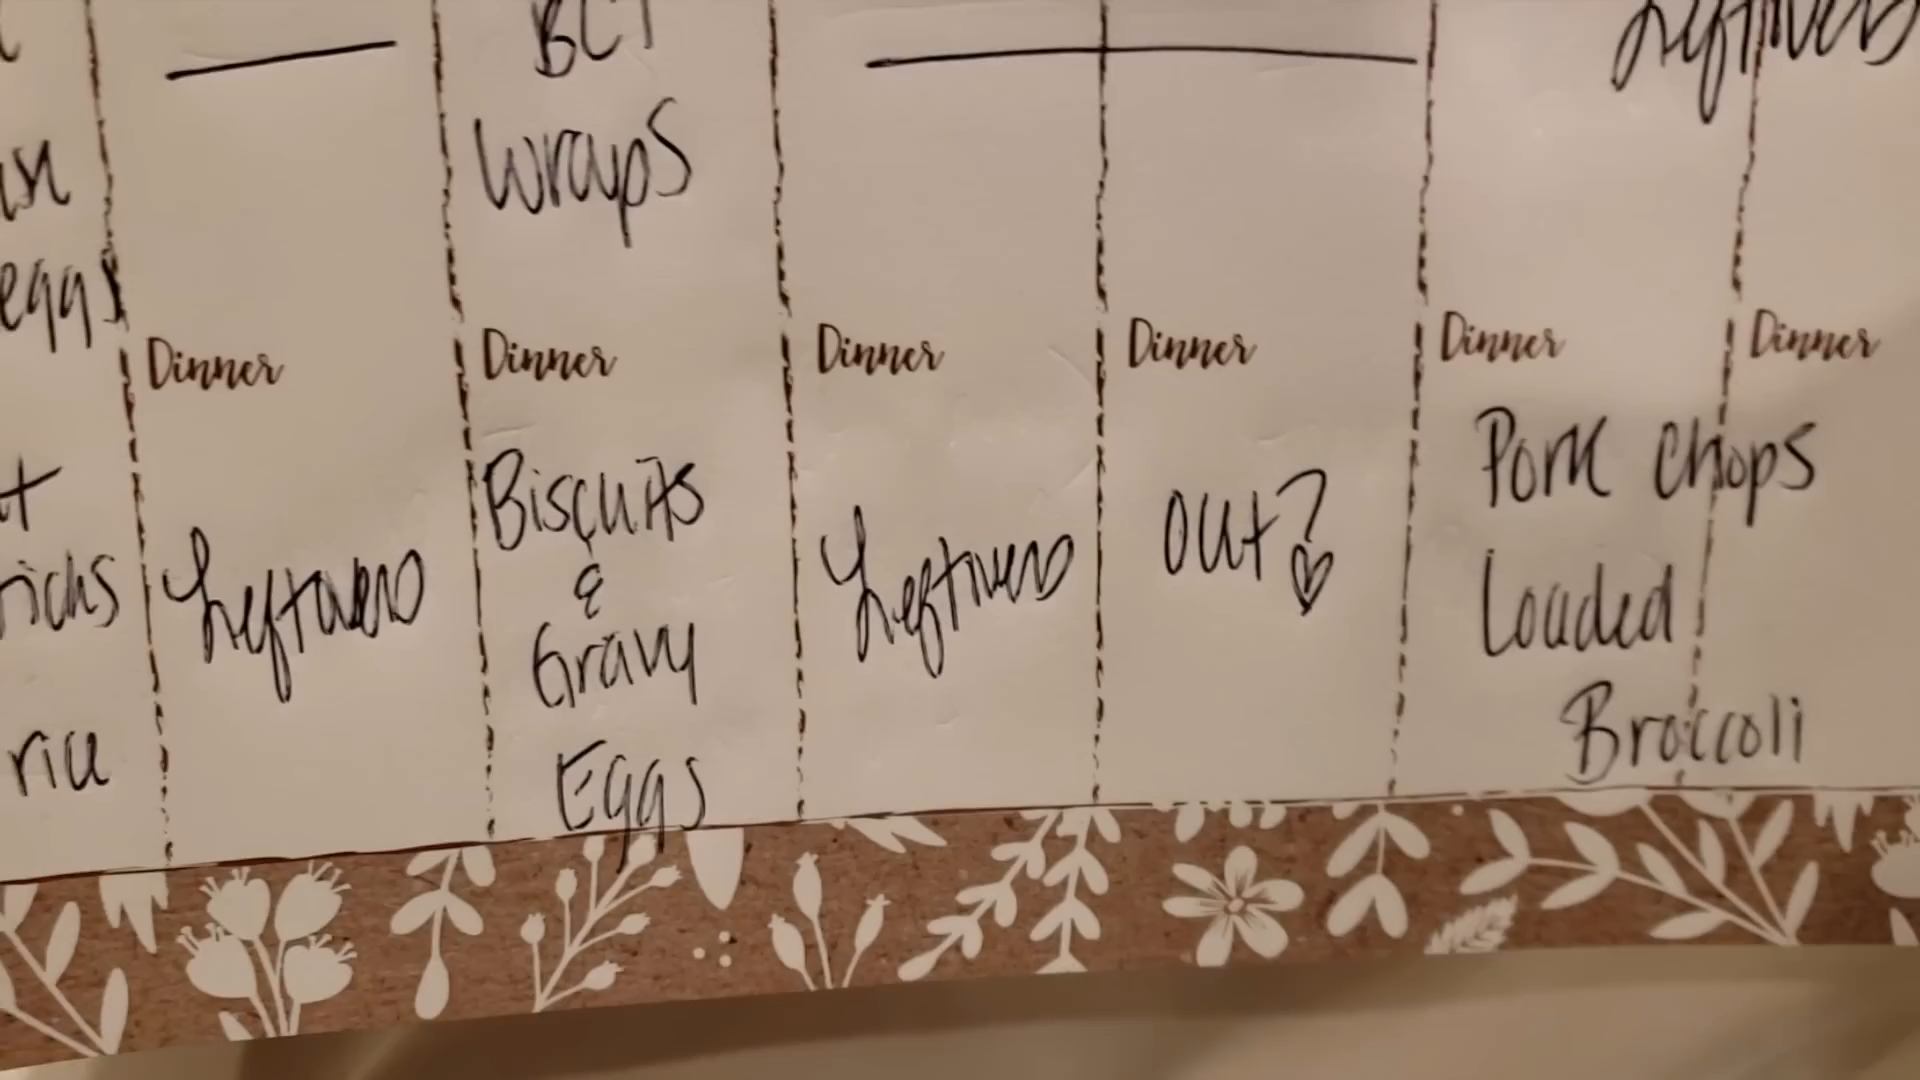 BLT
wraps
Leftovers
eggs
Dinner
Dinner
Dinner
Dinner
Dinner
Dinner
rice
Leftovers
Biscuits
&
Gravy
Eggs
Leftovers
out?
Pork Chops
Loaded
Broccoli